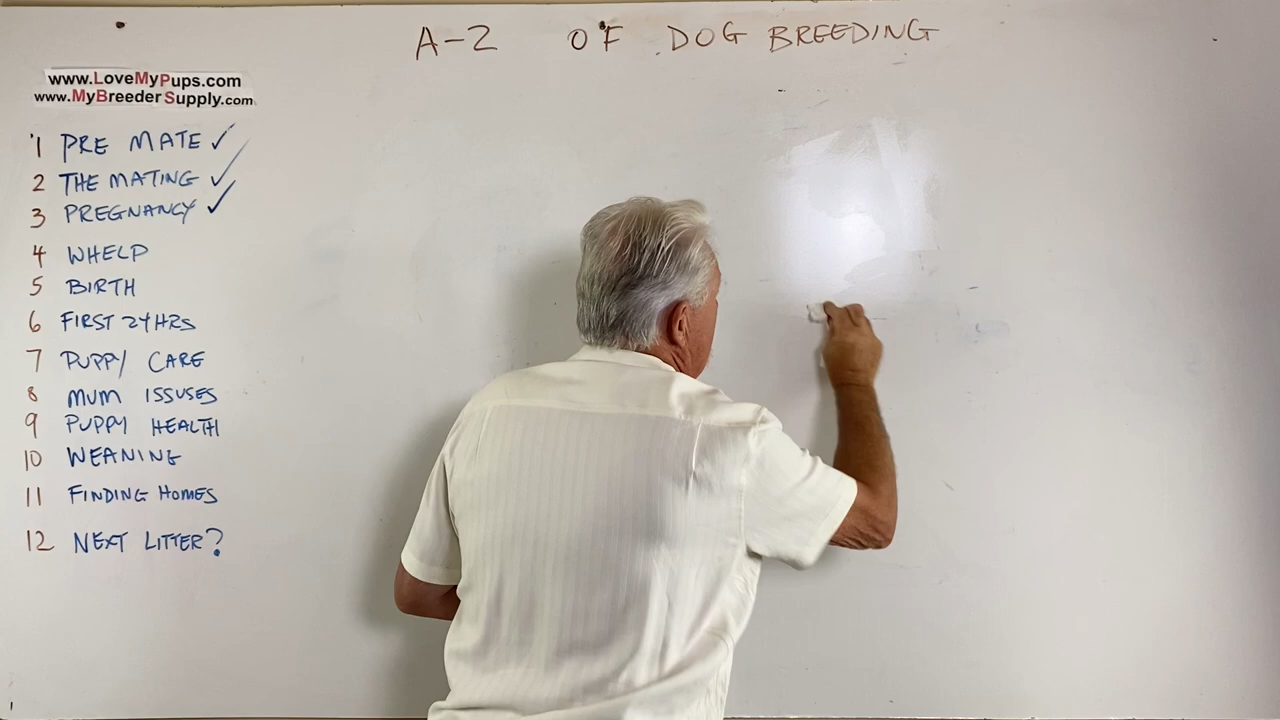 A-Z OF DOG BREEDING
www.LoveMyPups.com
www.MyBreederSupply.com
1 PRE MATE ✓
2 THE MATING ✓
3 PREGNANCY ✓
4 WHELP
5 BIRTH
6 FIRST 24HRS
7 PUPPY CARE
8 MUM ISSUSES
9 PUPPY HEALTH
10 WEANING
11 FINDING HOMES
12 NEXT LITTER?